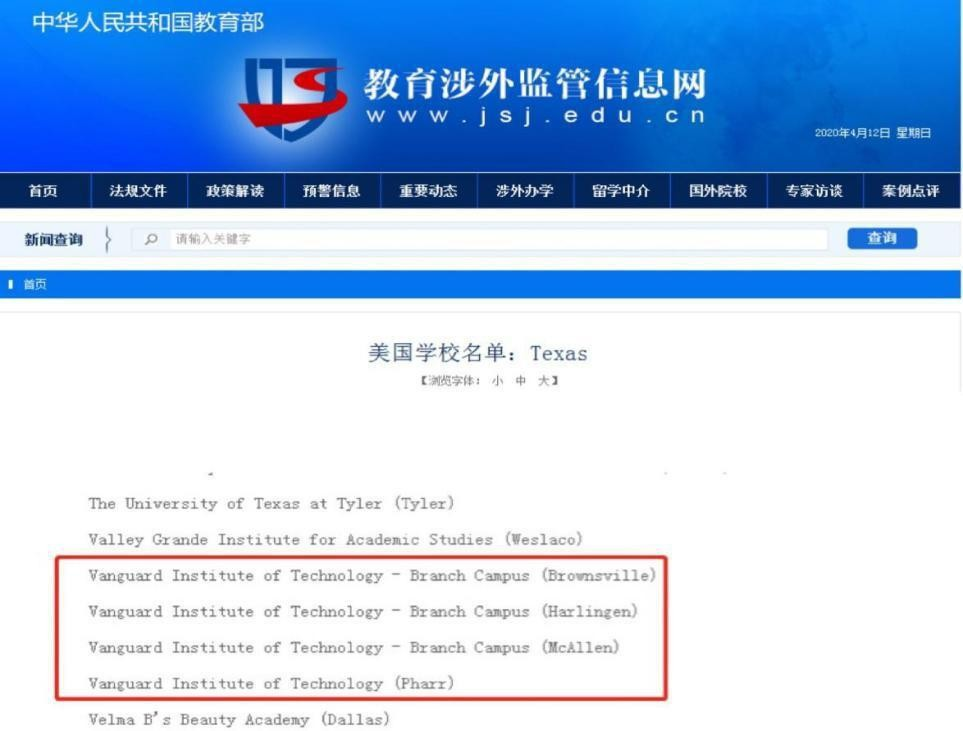 中华人民共和国教育部
教育涉外监管信息网
www.jsj.edu.cn
2020年4月12日 星期日
首页 法规文件 政策解读 预警信息 重要动态 涉外办学 留学中介 国外院校 专家访谈 案例点评
新闻查询 请输入关键字 查询
首页
美国学校名单：Texas
【浏览字体： 小 中 大】
The University of Texas at Tyler (Tyler)
Valley Grande Institute for Academic Studies (Weslaco)
Vanguard Institute of Technology - Branch Campus (Brownsville)
Vanguard Institute of Technology - Branch Campus (Harlingen)
Vanguard Institute of Technology - Branch Campus (McAllen)
Vanguard Institute of Technology (Pharr)
Velma B's Beauty Academy (Dallas)